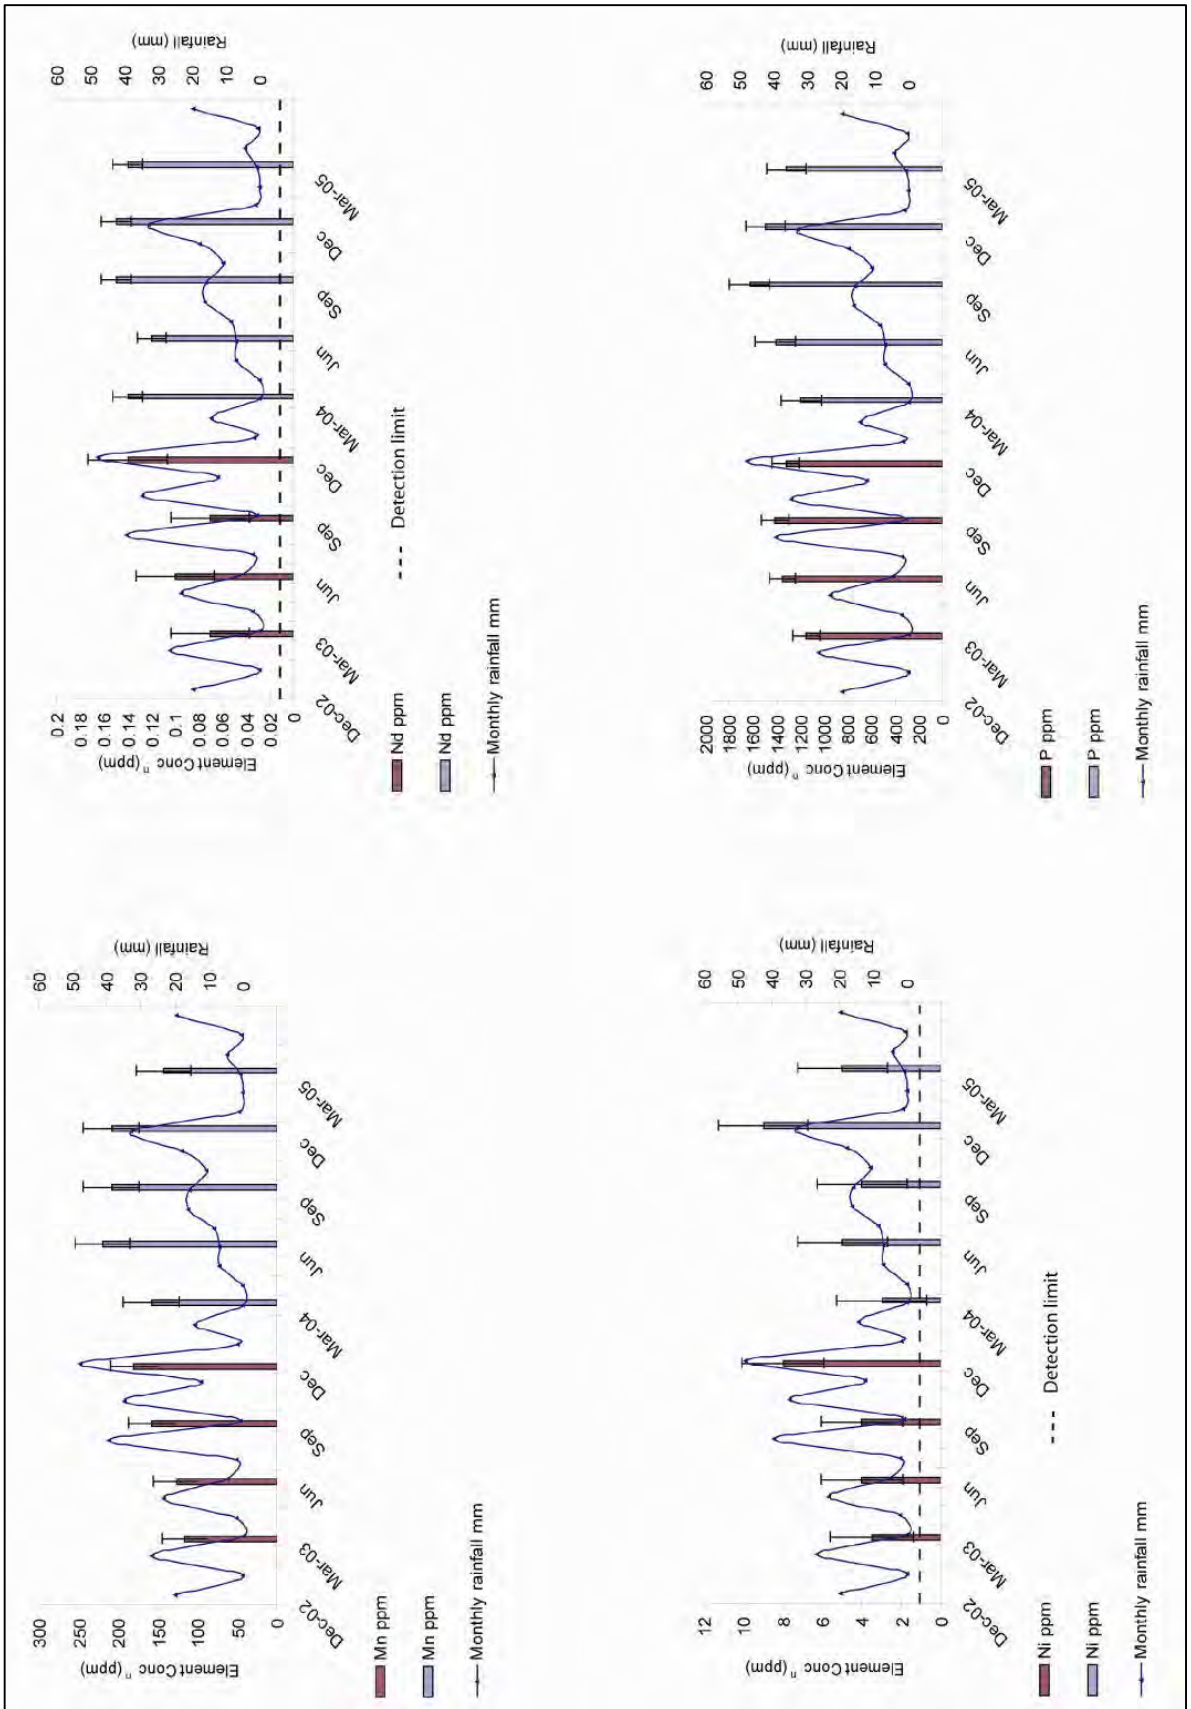 Rainfall (mm)
60 50 40 30 20 10 0
Mar-05
Dec
Sep
Jun
Mar-04
Dec
Sep
Jun
Mar-03
Dec-02
0.2 0.18 0.16 0.14 0.12 0.1 0.08 0.06 0.04 0.02 0
Element Conc n (ppm)
Nd ppm
Nd ppm
Monthly rainfall mm
Detection limit
Rainfall (mm)
60 50 40 30 20 10 0
Mar-05
Dec
Sep
Jun
Mar-04
Dec
Sep
Jun
Mar-03
Dec-02
2000 1800 1600 1400 1200 1000 800 600 400 200 0
Element Conc n (ppm)
P ppm
P ppm
Monthly rainfall mm
Rainfall (mm)
60 50 40 30 20 10 0
Mar-05
Dec
Sep
Jun
Mar-04
Dec
Sep
Jun
Mar-03
Dec-02
300 250 200 150 100 50 0
Element Conc n (ppm)
Mn ppm
Mn ppm
Monthly rainfall mm
Rainfall (mm)
60 50 40 30 20 10 0
Mar-05
Dec
Sep
Jun
Mar-04
Dec
Sep
Jun
Mar-03
Dec-02
12 10 8 6 4 2 0
Element Conc n (ppm)
Ni ppm
Ni ppm
Monthly rainfall mm
Detection limit